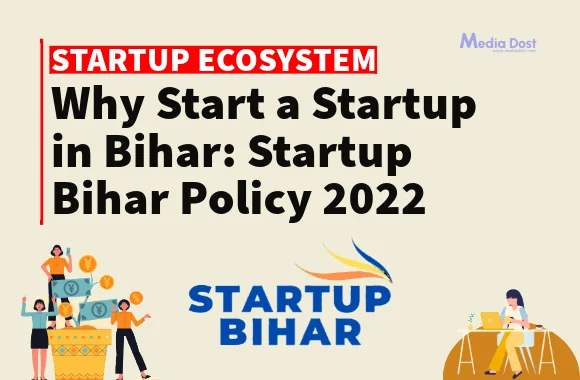 Media Dost
STARTUP ECOSYSTEM
Why Start a Startup
in Bihar: Startup
Bihar Policy 2022
STARTUP
BIHAR